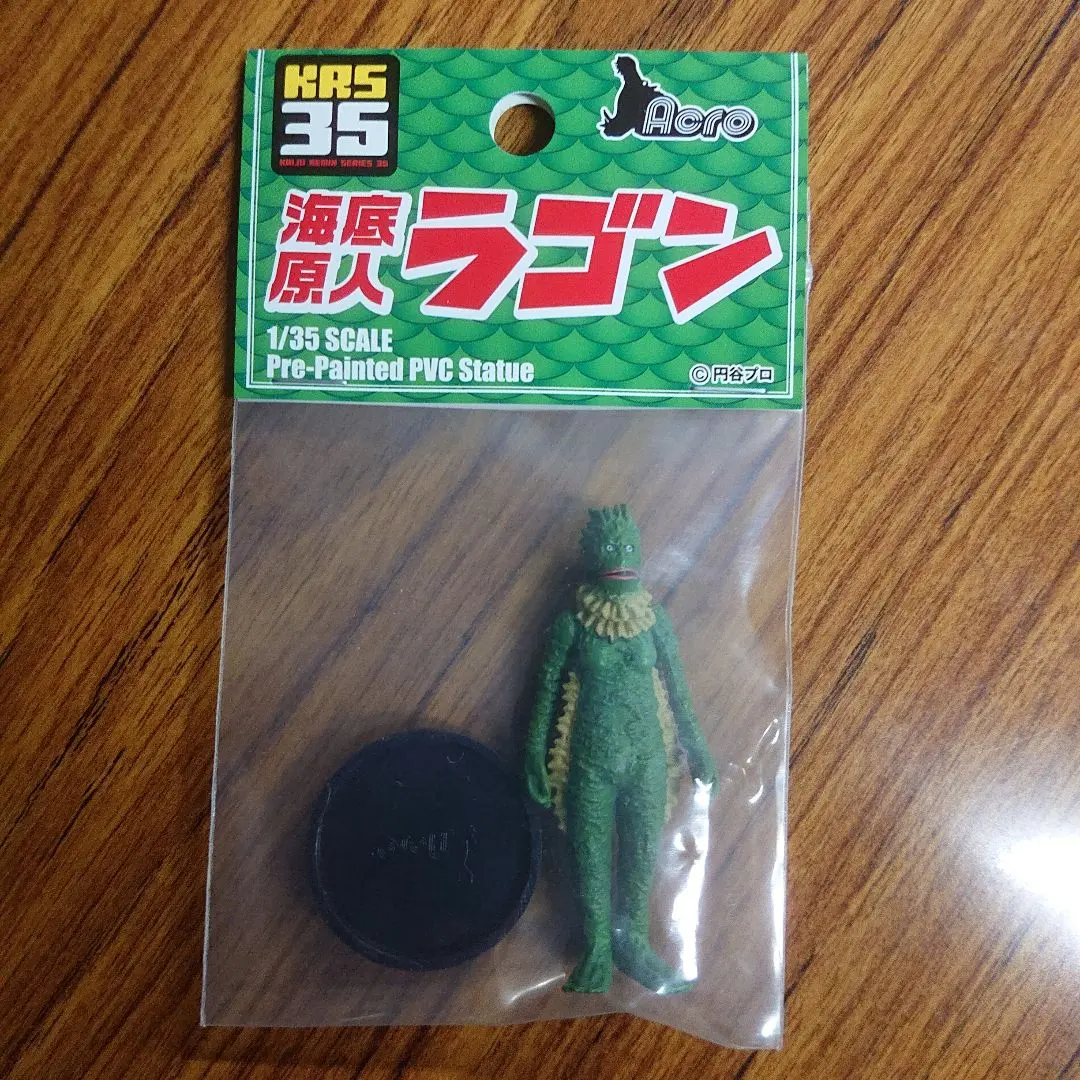 KRS
35
KAIJU REMIX SERIES 35
Acro
海底
原人
ラゴン
1/35 SCALE
Pre-Painted PVC Statue
©円谷プロ
Acro